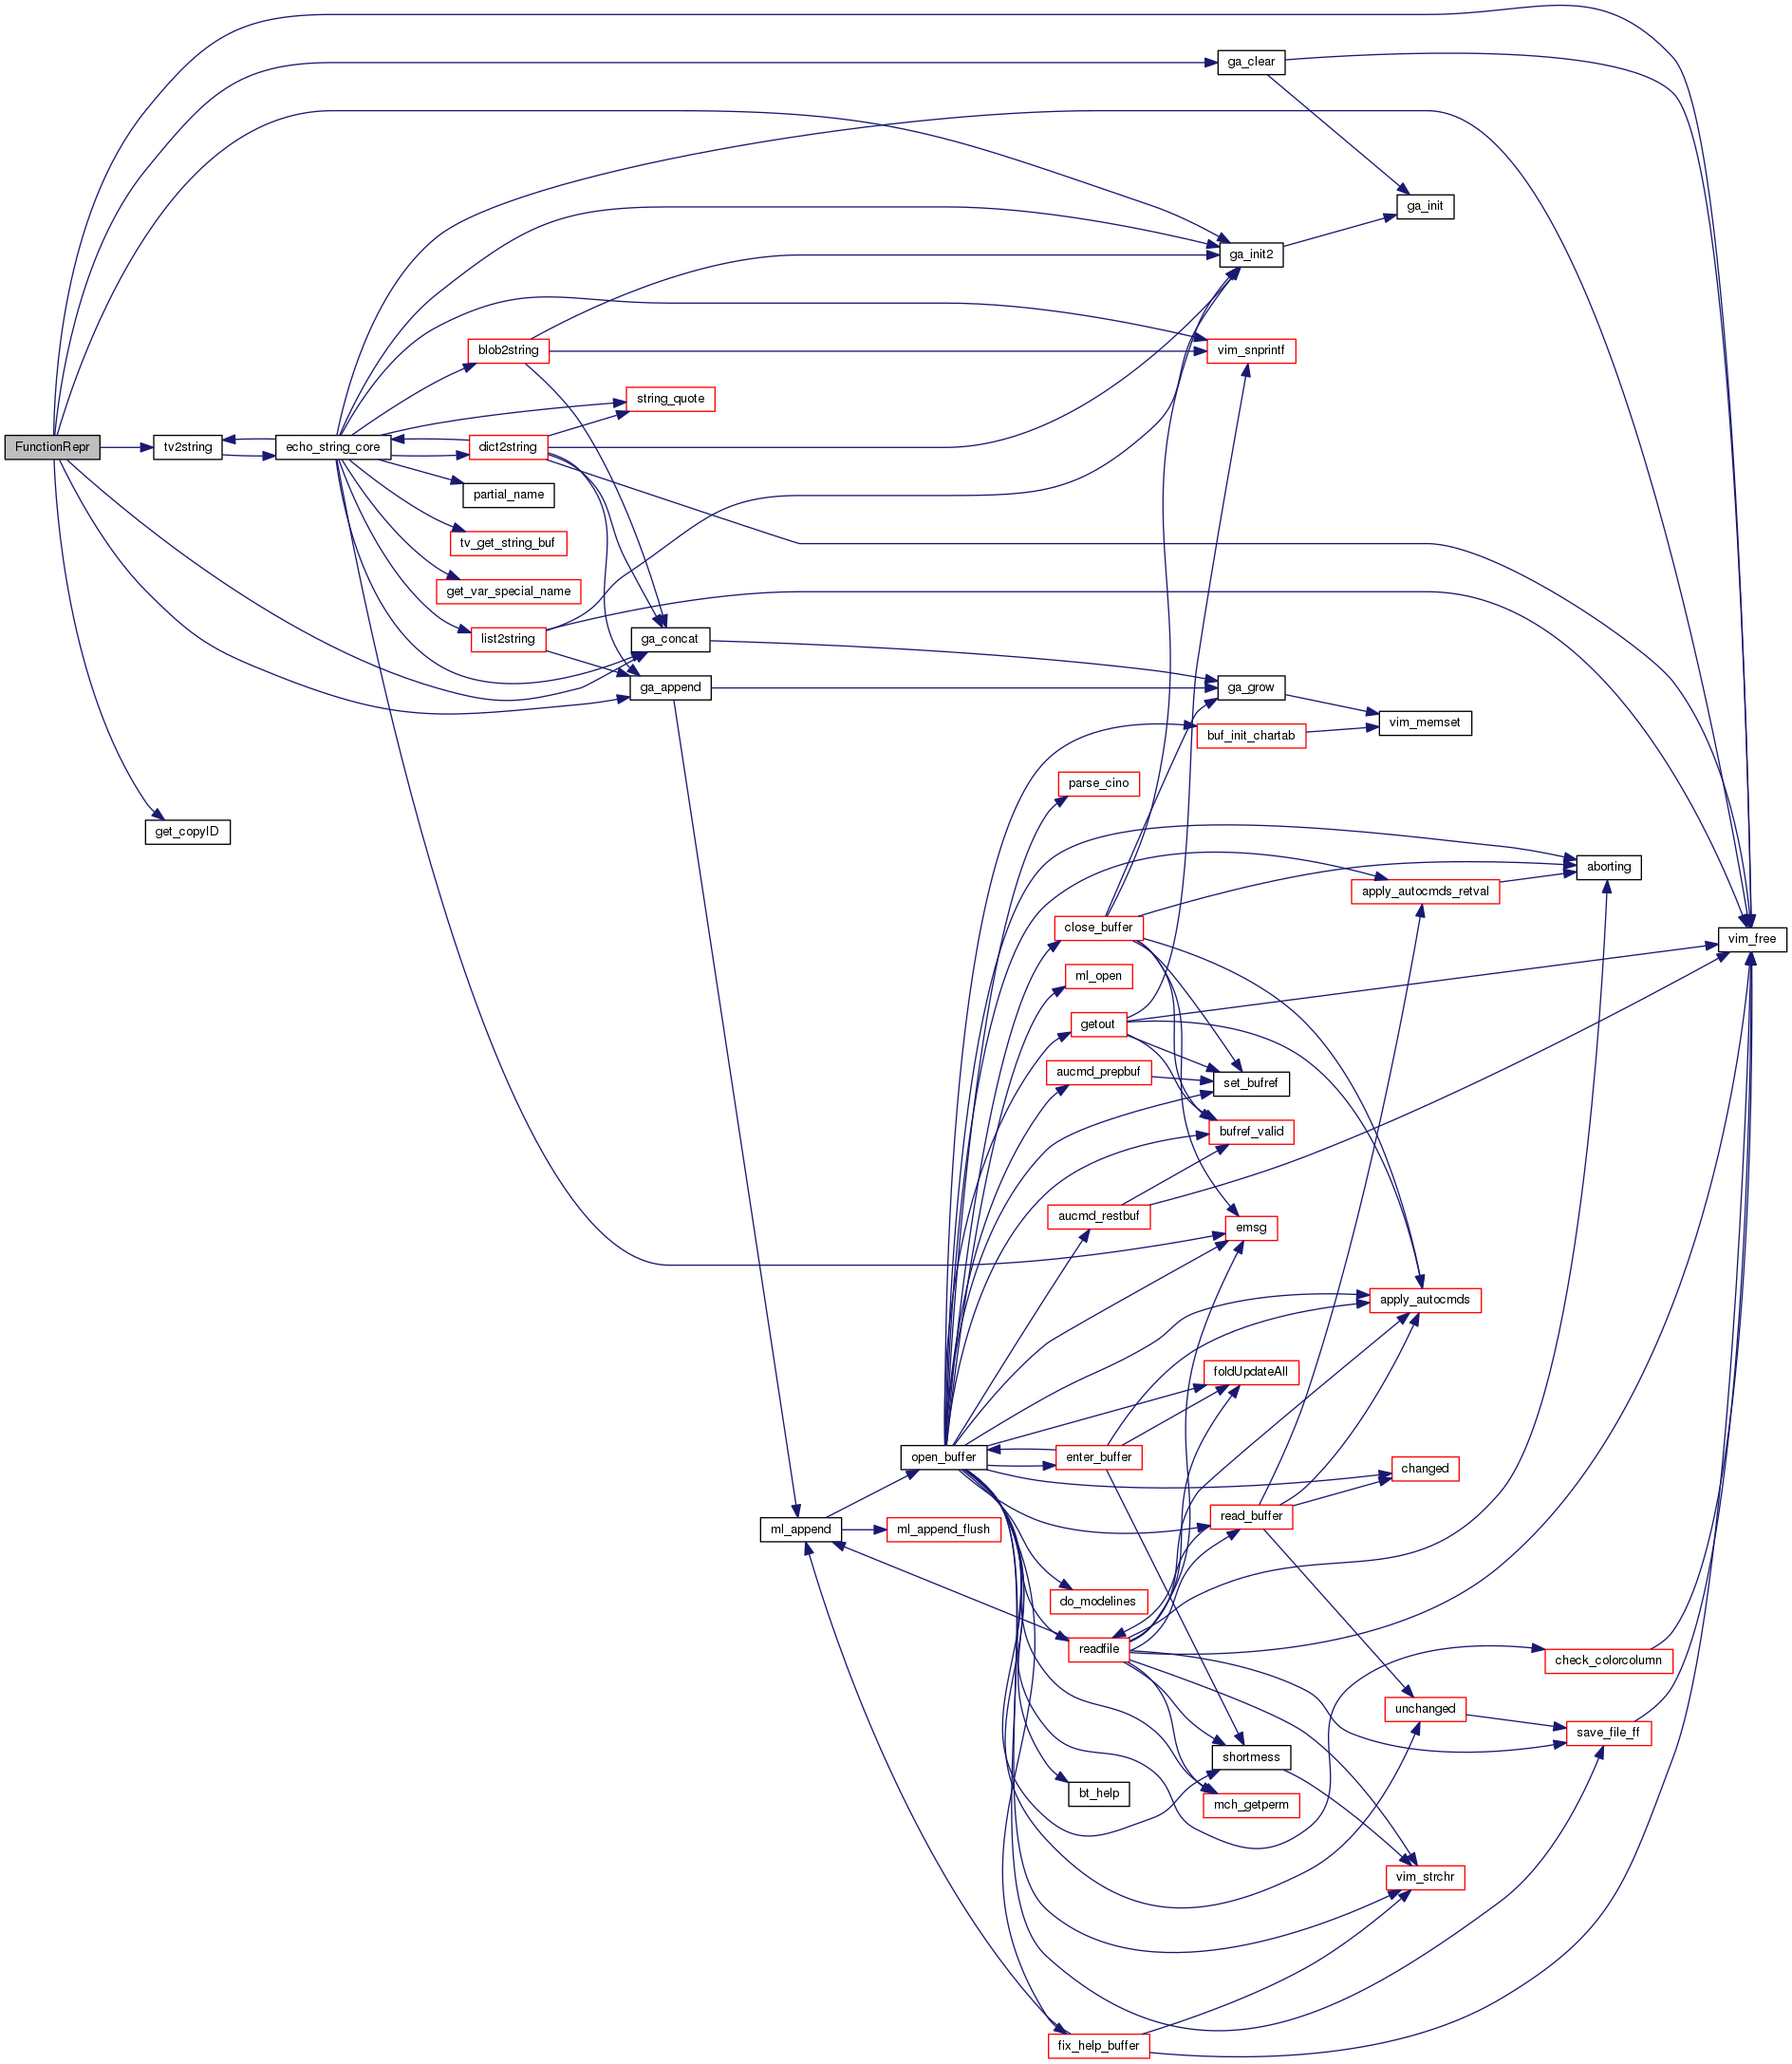 ga_clear
ga_init
ga_init2
blob2string
vim_snprintf
string_quote
FunctionRepr
tv2string
echo_string_core
dict2string
partial_name
tv_get_string_buf
get_var_special_name
list2string
ga_concat
ga_append
ga_grow
vim_memset
buf_init_chartab
parse_cino
get_copyID
aborting
apply_autocmds_retval
close_buffer
vim_free
ml_open
getout
aucmd_prepbuf
set_bufref
bufref_valid
aucmd_restbuf
emsg
apply_autocmds
foldUpdateAll
open_buffer
enter_buffer
changed
read_buffer
ml_append
ml_append_flush
do_modelines
readfile
check_colorcolumn
unchanged
save_file_ff
shortmess
bt_help
mch_getperm
vim_strchr
fix_help_buffer